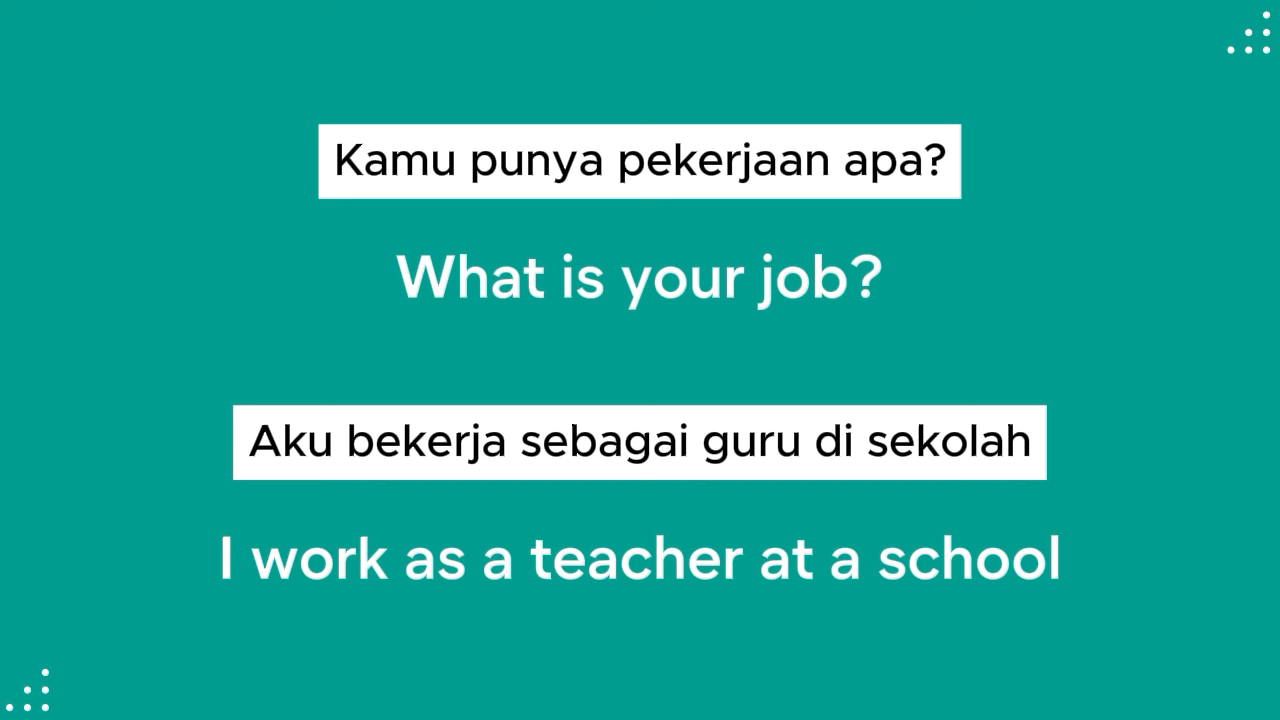 Kamu punya pekerjaan apa?
What is your job?
Aku bekerja sebagai guru di sekolah
I work as a teacher at a school